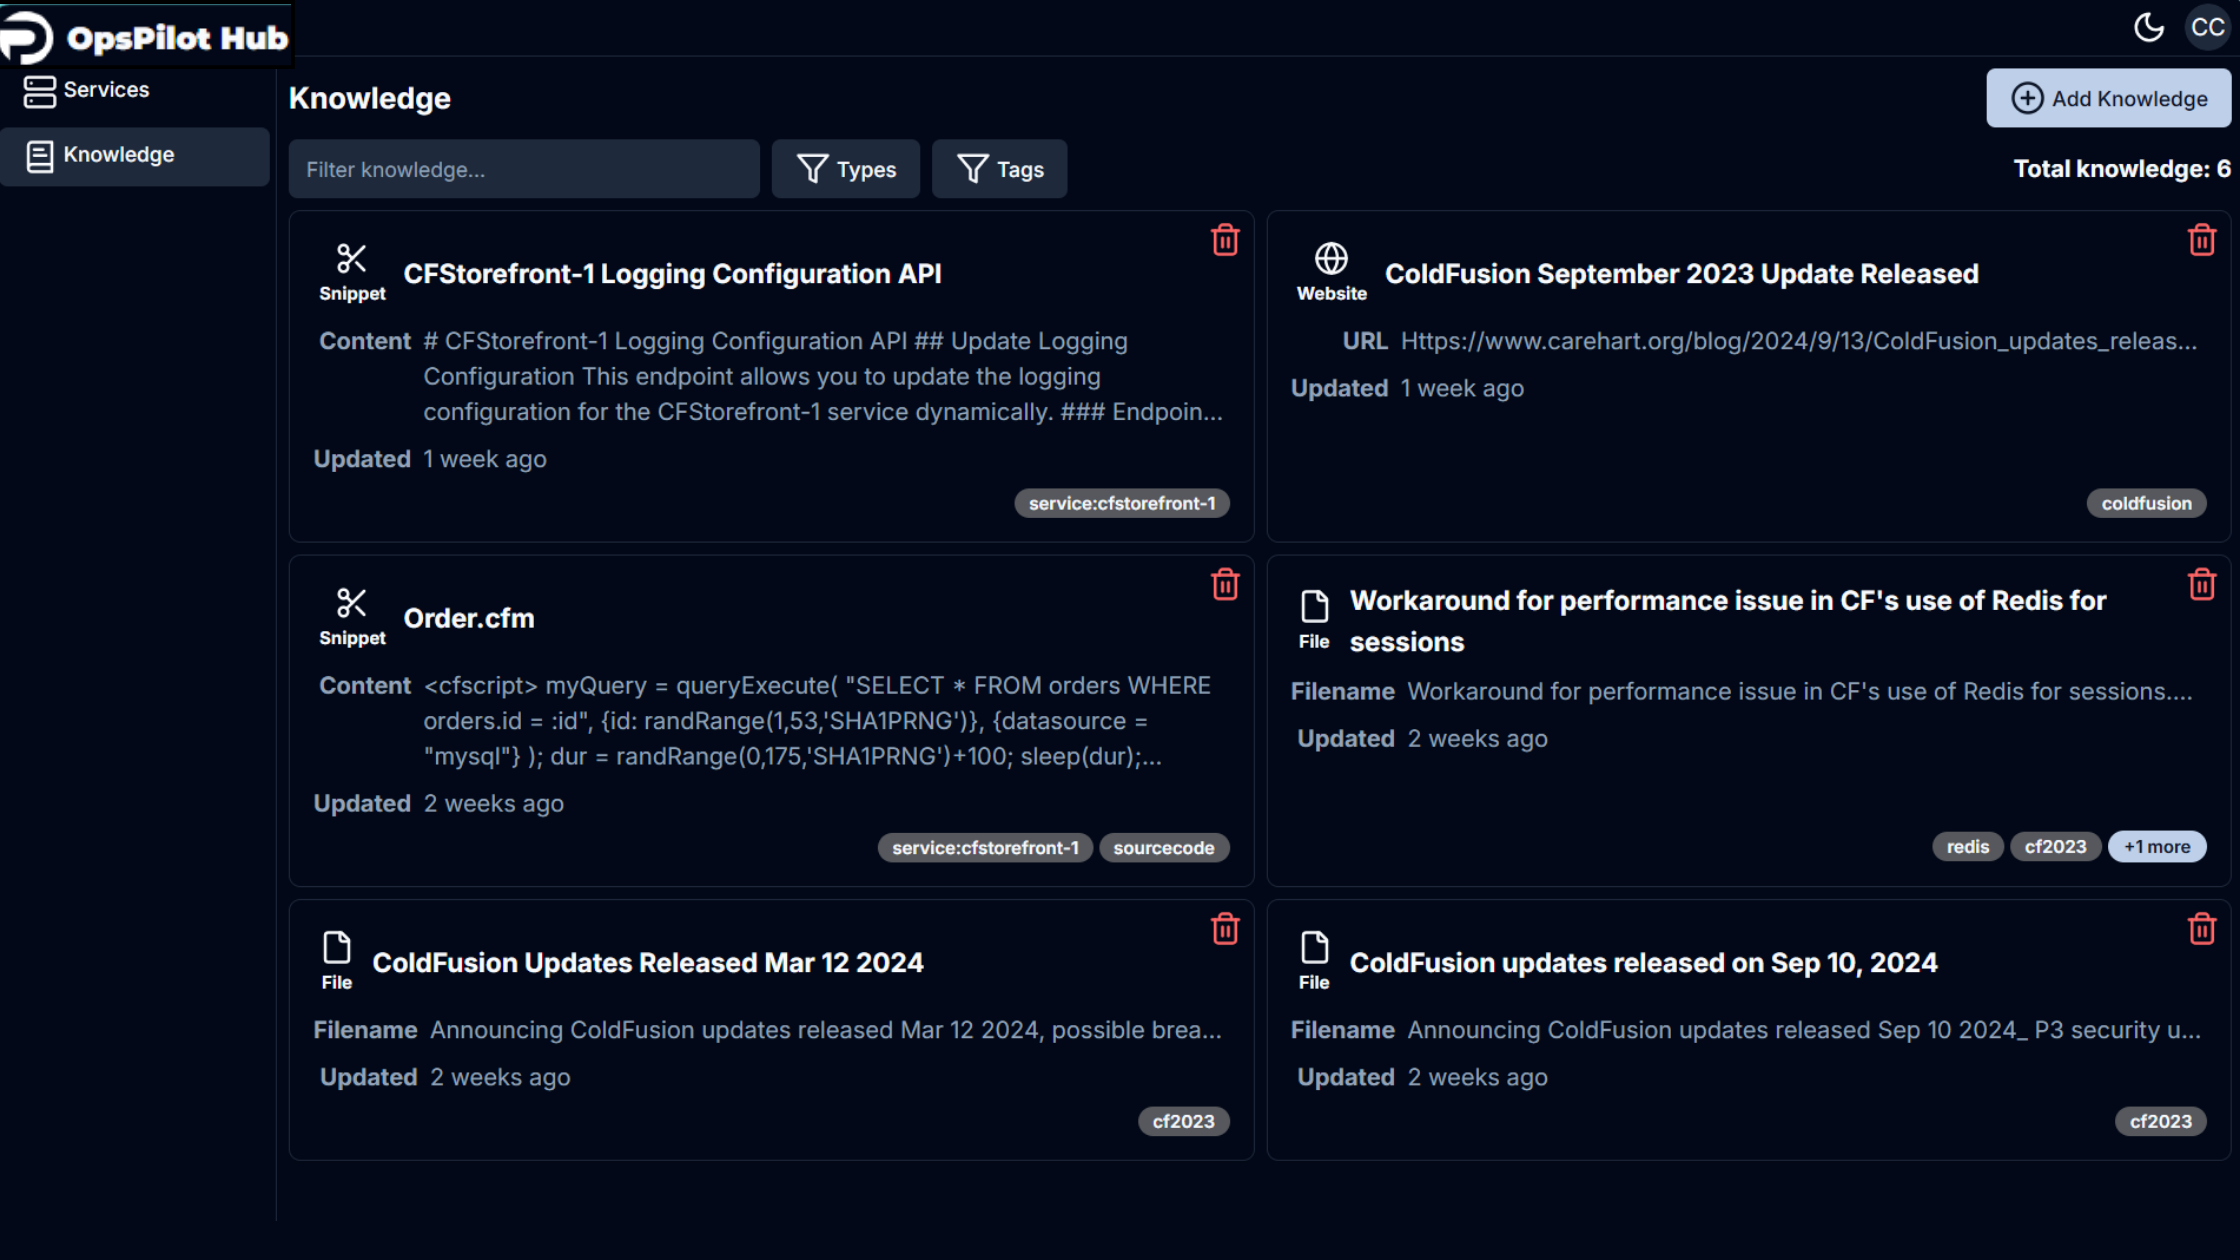 OpsPilot Hub
CC
Services
Knowledge
Knowledge
Add Knowledge
Filter knowledge...
Types
Tags
Total knowledge: 6
Snippet
CFStorefront-1 Logging Configuration API
Content # CFStorefront-1 Logging Configuration API ## Update Logging
Configuration This endpoint allows you to update the logging
configuration for the CFStorefront-1 service dynamically. ### Endpoin...
Updated 1 week ago
service:cfstorefront-1
Website
ColdFusion September 2023 Update Released
URL Https://www.carehart.org/blog/2024/9/13/ColdFusion_updates_releas...
Updated 1 week ago
coldfusion
Snippet
Order.cfm
Content <cfscript> myQuery = queryExecute( "SELECT * FROM orders WHERE
orders.id = :id", {id: randRange(1,53,'SHA1PRNG')}, {datasource =
"mysql"} ); dur = randRange(0,175,'SHA1PRNG')+100; sleep(dur);...
Updated 2 weeks ago
service:cfstorefront-1 sourcecode
File
Workaround for performance issue in CF's use of Redis for
sessions
Filename Workaround for performance issue in CF's use of Redis for sessions....
Updated 2 weeks ago
redis cf2023 +1 more
File
ColdFusion Updates Released Mar 12 2024
Filename Announcing ColdFusion updates released Mar 12 2024, possible brea...
Updated 2 weeks ago
cf2023
File
ColdFusion updates released on Sep 10, 2024
Filename Announcing ColdFusion updates released Sep 10 2024_ P3 security u...
Updated 2 weeks ago
cf2023